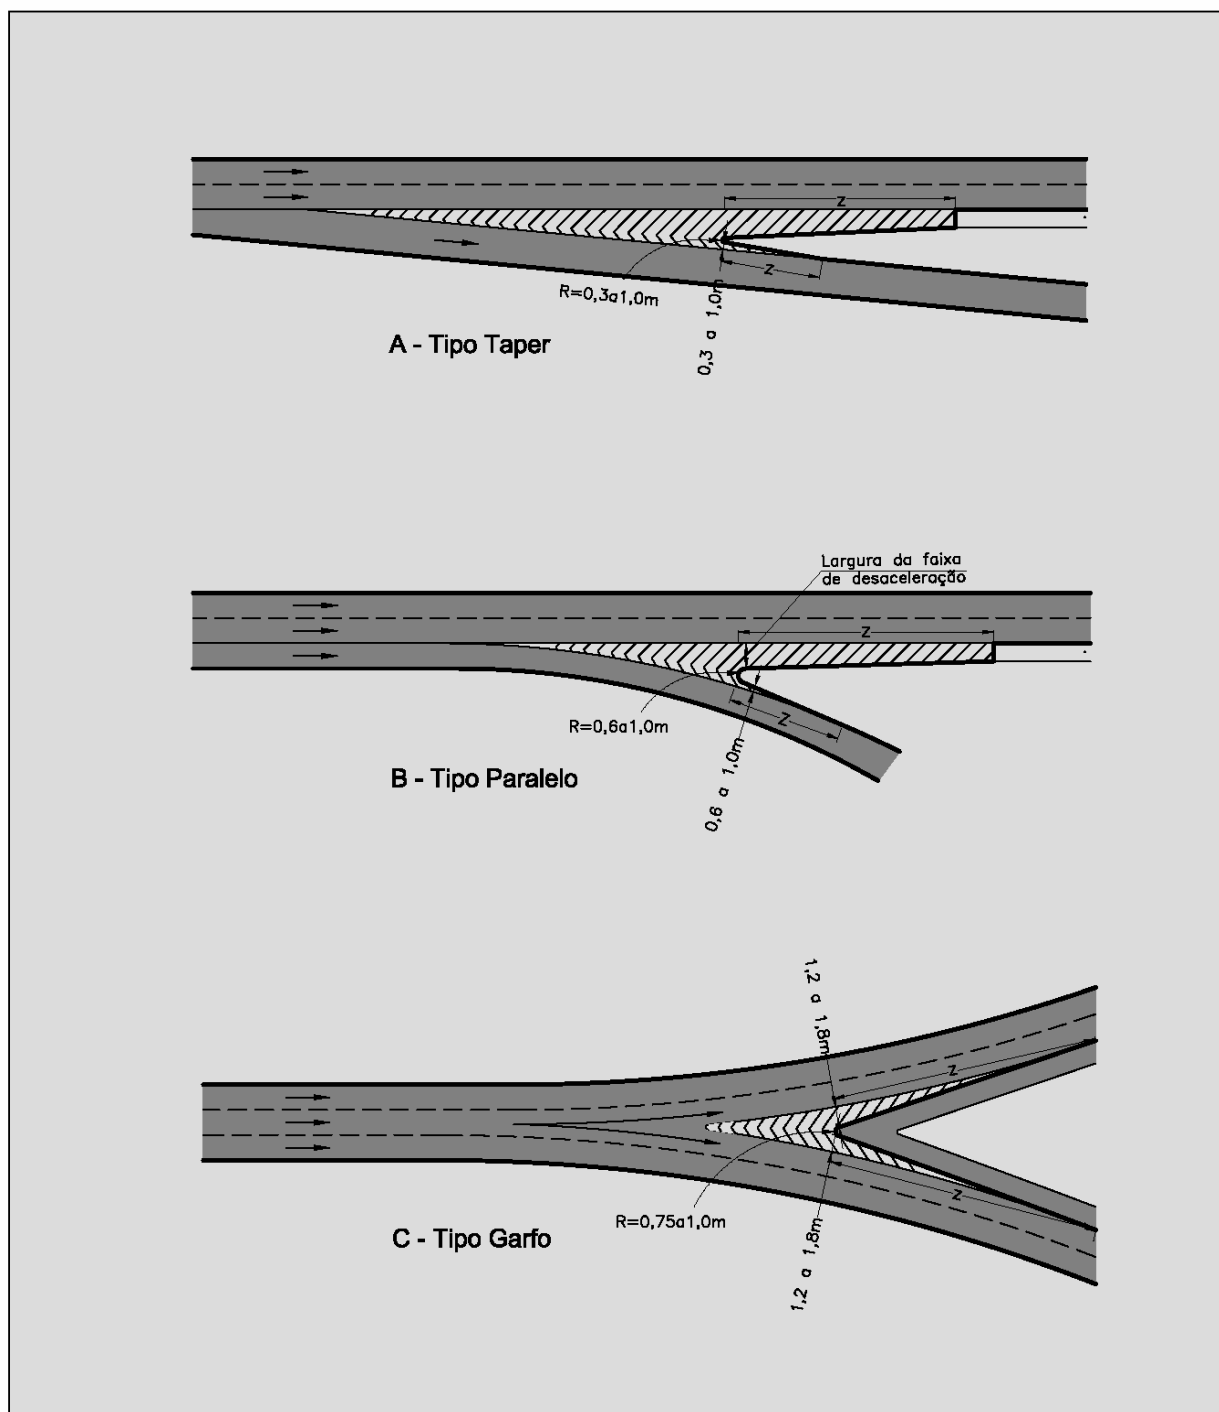 Z
Z
R=0,3a1,0m
0,3 a 1,0m
A - Tipo Taper
Largura da faixa
de desaceleração
Z
Z
R=0,6a1,0m
0,6 a 1,0m
B - Tipo Paralelo
1,2 a 1,8m
Z
Z
R=0,75a1,0m
1,2 a 1,8m
C - Tipo Garfo